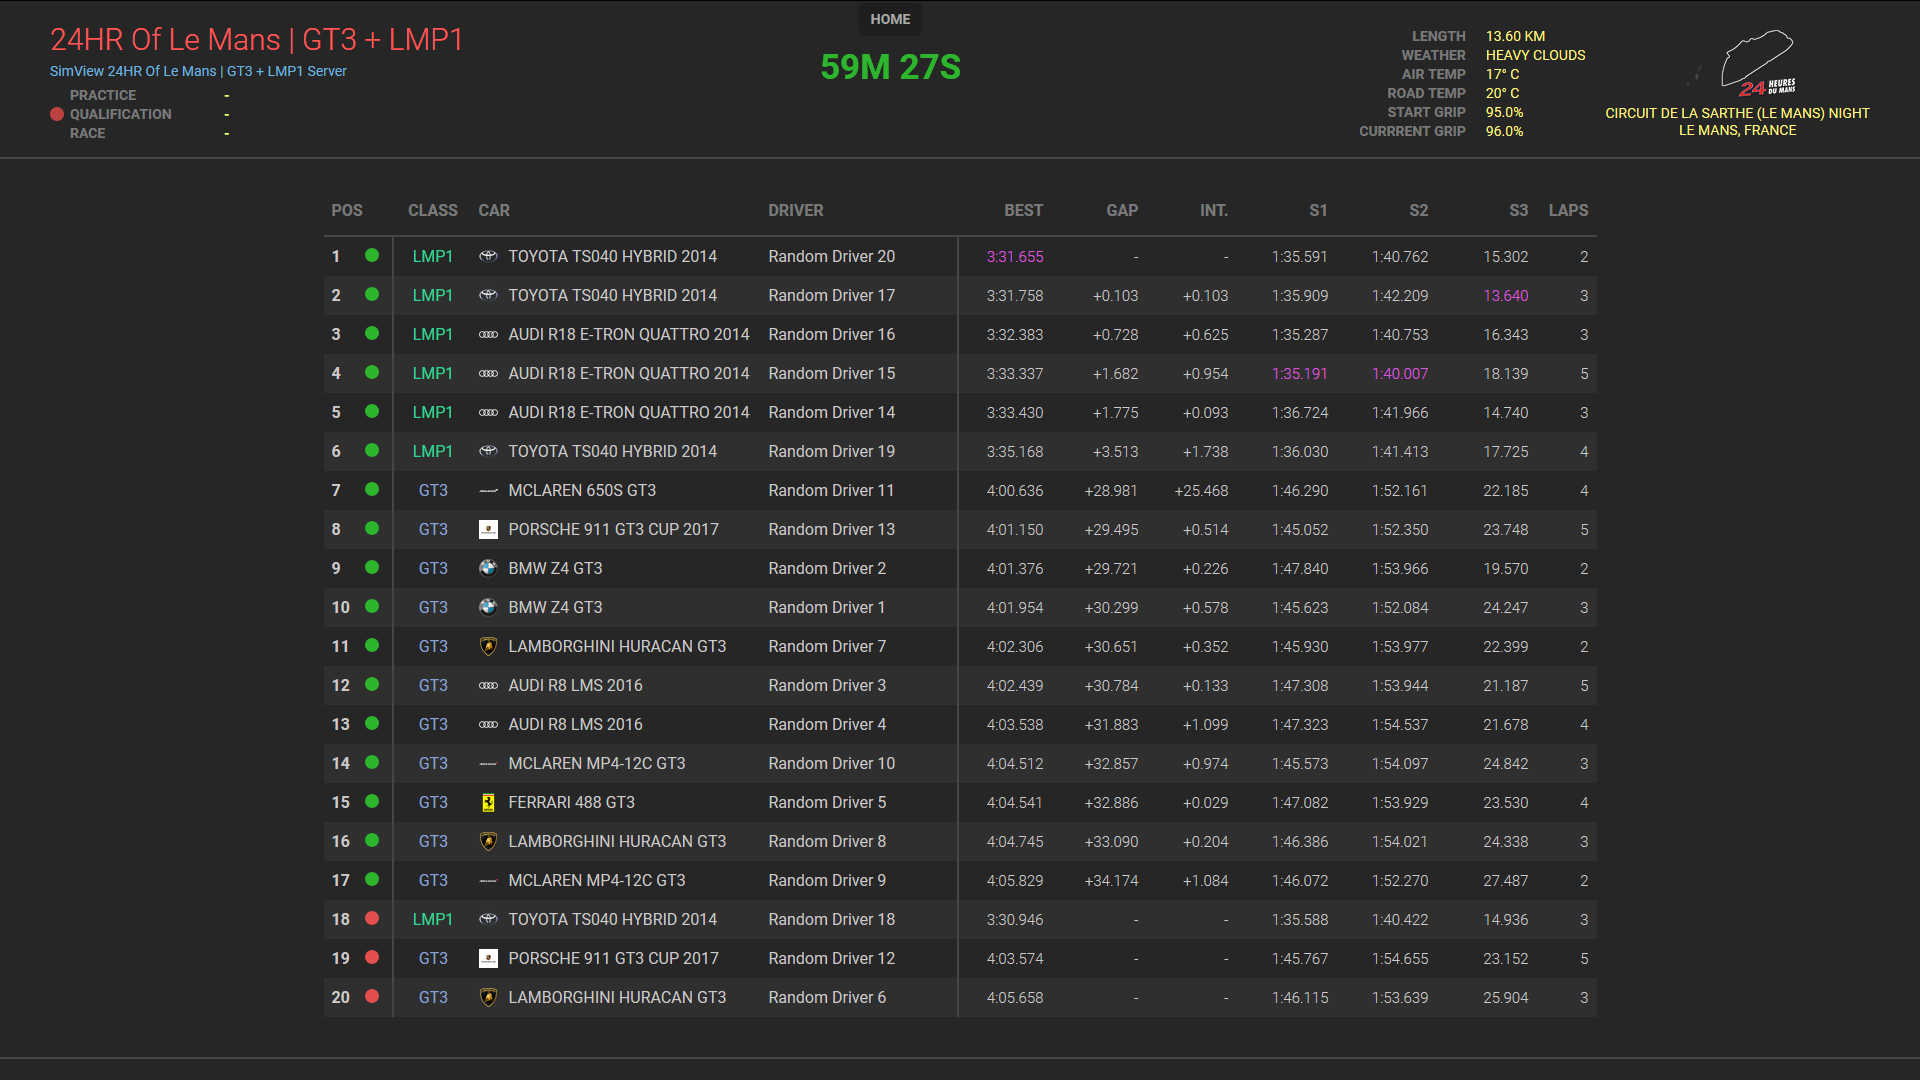 HOME
24HR Of Le Mans | GT3 + LMP1
SimView 24HR Of Le Mans | GT3 + LMP1 Server
PRACTICE -
QUALIFICATION -
RACE -
59M 27S
LENGTH 13.60 KM
WEATHER HEAVY CLOUDS
AIR TEMP 17° C
ROAD TEMP 20° C
START GRIP 95.0%
CURRRENT GRIP 96.0%
24 HEURES
DU MANS
CIRCUIT DE LA SARTHE (LE MANS) NIGHT
LE MANS, FRANCE
POS CLASS CAR DRIVER BEST GAP INT. S1 S2 S3 LAPS
1 LMP1 TOYOTA TS040 HYBRID 2014 Random Driver 20 3:31.655 - - 1:35.591 1:40.762 15.302 2
2 LMP1 TOYOTA TS040 HYBRID 2014 Random Driver 17 3:31.758 +0.103 +0.103 1:35.909 1:42.209 13.640 3
3 LMP1 AUDI R18 E-TRON QUATTRO 2014 Random Driver 16 3:32.383 +0.728 +0.625 1:35.287 1:40.753 16.343 3
4 LMP1 AUDI R18 E-TRON QUATTRO 2014 Random Driver 15 3:33.337 +1.682 +0.954 1:35.191 1:40.007 18.139 5
5 LMP1 AUDI R18 E-TRON QUATTRO 2014 Random Driver 14 3:33.430 +1.775 +0.093 1:36.724 1:41.966 14.740 3
6 LMP1 TOYOTA TS040 HYBRID 2014 Random Driver 19 3:35.168 +3.513 +1.738 1:36.030 1:41.413 17.725 4
7 GT3 MCLAREN 650S GT3 Random Driver 11 4:00.636 +28.981 +25.468 1:46.290 1:52.161 22.185 4
8 GT3 PORSCHE 911 GT3 CUP 2017 Random Driver 13 4:01.150 +29.495 +0.514 1:45.052 1:52.350 23.748 5
9 GT3 BMW Z4 GT3 Random Driver 2 4:01.376 +29.721 +0.226 1:47.840 1:53.966 19.570 2
10 GT3 BMW Z4 GT3 Random Driver 1 4:01.954 +30.299 +0.578 1:45.623 1:52.084 24.247 3
11 GT3 LAMBORGHINI HURACAN GT3 Random Driver 7 4:02.306 +30.651 +0.352 1:45.930 1:53.977 22.399 2
12 GT3 AUDI R8 LMS 2016 Random Driver 3 4:02.439 +30.784 +0.133 1:47.308 1:53.944 21.187 5
13 GT3 AUDI R8 LMS 2016 Random Driver 4 4:03.538 +31.883 +1.099 1:47.323 1:54.537 21.678 4
14 GT3 MCLAREN MP4-12C GT3 Random Driver 10 4:04.512 +32.857 +0.974 1:45.573 1:54.097 24.842 3
15 GT3 FERRARI 488 GT3 Random Driver 5 4:04.541 +32.886 +0.029 1:47.082 1:53.929 23.530 4
16 GT3 LAMBORGHINI HURACAN GT3 Random Driver 8 4:04.745 +33.090 +0.204 1:46.386 1:54.021 24.338 3
17 GT3 MCLAREN MP4-12C GT3 Random Driver 9 4:05.829 +34.174 +1.084 1:46.072 1:52.270 27.487 2
18 LMP1 TOYOTA TS040 HYBRID 2014 Random Driver 18 3:30.946 - - 1:35.588 1:40.422 14.936 3
19 GT3 PORSCHE 911 GT3 CUP 2017 Random Driver 12 4:03.574 - - 1:45.767 1:54.655 23.152 5
20 GT3 LAMBORGHINI HURACAN GT3 Random Driver 6 4:05.658 - - 1:46.115 1:53.639 25.904 3